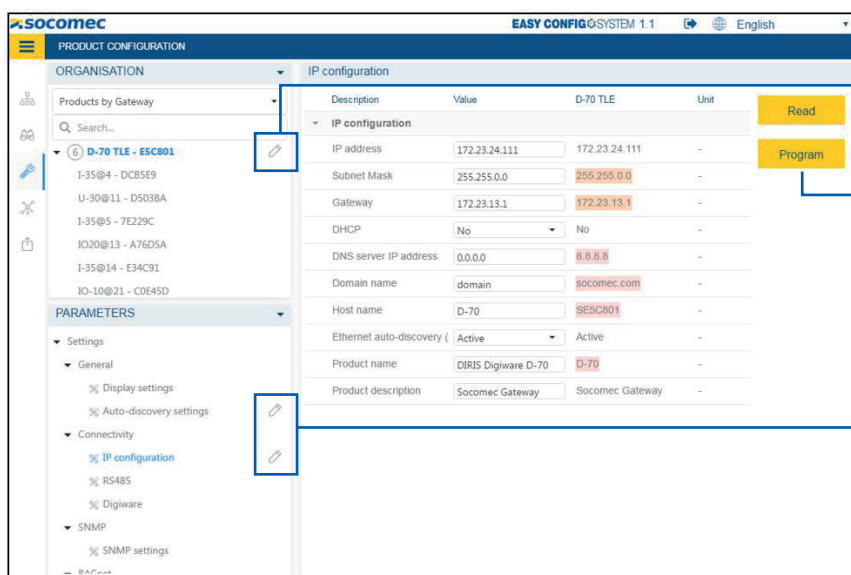 socomec
EASY CONFIG SYSTEM 1.1 English
PRODUCT CONFIGURATION
ORGANISATION
Products by Gateway
Search...
6 D-70 TLE - E5C801
I-35@4 - DCB5E9
U-30@11 - D503BA
I-35@5 - 7E229C
IO20@13 - A76D5A
I-35@14 - E34C91
IO-10@21 - C0E45D
PARAMETERS
Settings
General
Display settings
Auto-discovery settings
Connectivity
IP configuration
RS485
Digiware
SNMP
SNMP settings
BACnet
IP configuration
Description Value D-70 TLE Unit
IP configuration
IP address 172.23.24.111 172.23.24.111 -
Subnet Mask 255.255.0.0 255.255.0.0 -
Gateway 172.23.13.1 172.23.13.1 -
DHCP No No -
DNS server IP address 0.0.0.0 8.8.8.8 -
Domain name domain socomec.com -
Host name D-70 SE5C801 -
Ethernet auto-discovery ( Active Active -
Product name DIRIS Digiware D-70 D-70 -
Product description Socomec Gateway Socomec Gateway -
Read
Program